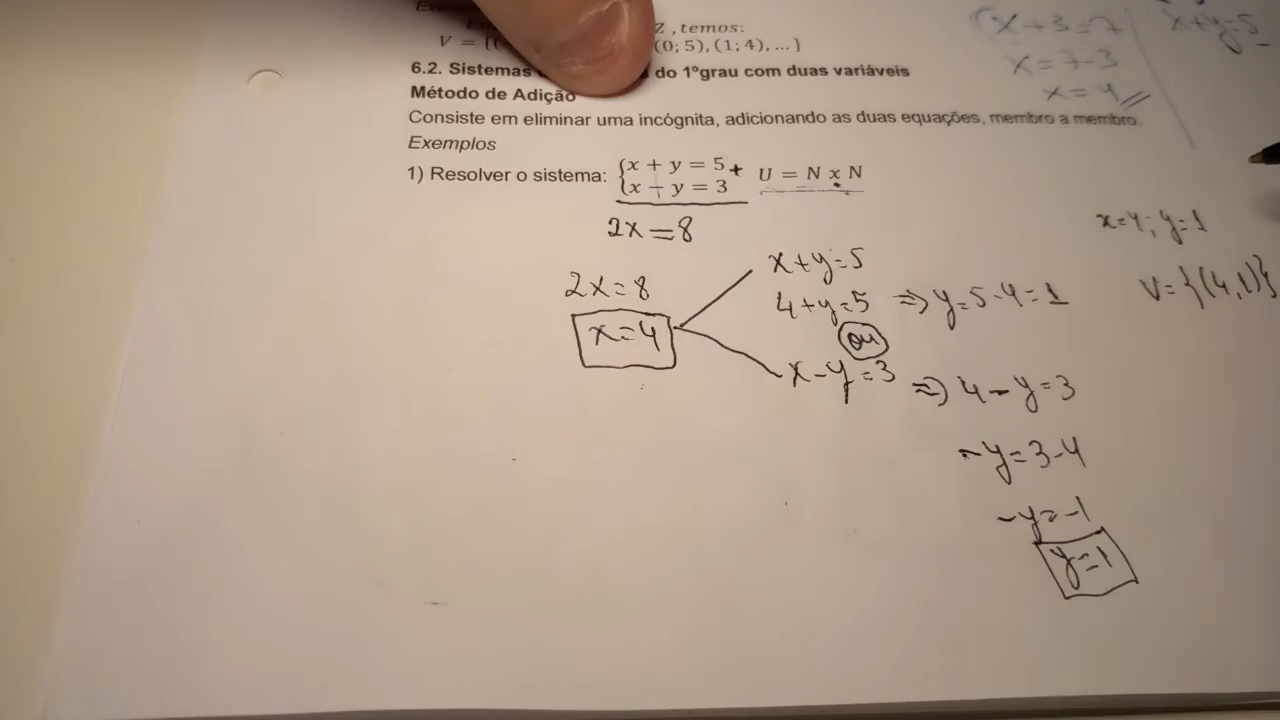 Z , temos:
V = {( (0; 5), (1; 4), ... }
6.2. Sistemas do 1ºgrau com duas variáveis
Método de Adição
Consiste em eliminar uma incógnita, adicionando as duas equações, membro a membro.
Exemplos
1) Resolver o sistema: {x + y = 5 + U = N x N
{x - y = 3
2x = 8
2x = 8
x = 4
x + y = 5
4 + y = 5 => y = 5 - 4 = 1
ou
x - y = 3 => 4 - y = 3
-y = 3 - 4
-y = -1
y = 1
x + 3 = 7
x = 7 - 3
x = 4 //
x + y = 5
x = 4; y = 1
V = {(4, 1)}